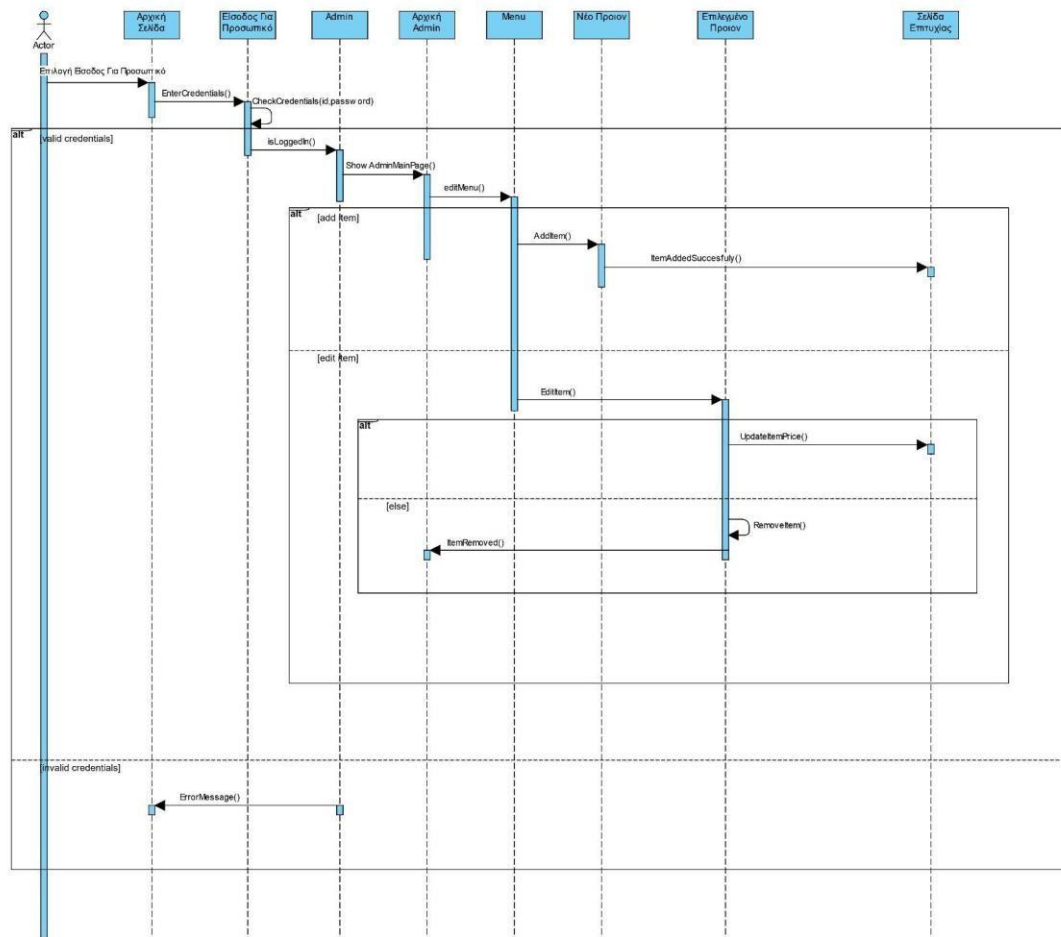 Αρχική
Σελίδα
Είσοδος Για
Προσωπικό
Admin
Αρχική
Admin
Menu
Νέο Προιον
Επιλεγμένο
Προιον
Σελίδα
Επιτυχίας
Actor
Επιλογή Είσοδος Για Προσωπικό
EnterCredentials()
CheckCredentials(id,password)
alt
[valid credentials]
isLoggedIn()
Show AdminMainPage()
editMenu()
alt
[add item]
AddItem()
ItemAddedSuccesfuly()
[edit item]
EditItem()
alt
UpdateItemPrice()
[else]
RemoveItem()
ItemRemoved()
[invalid credentials]
ErrorMessage()